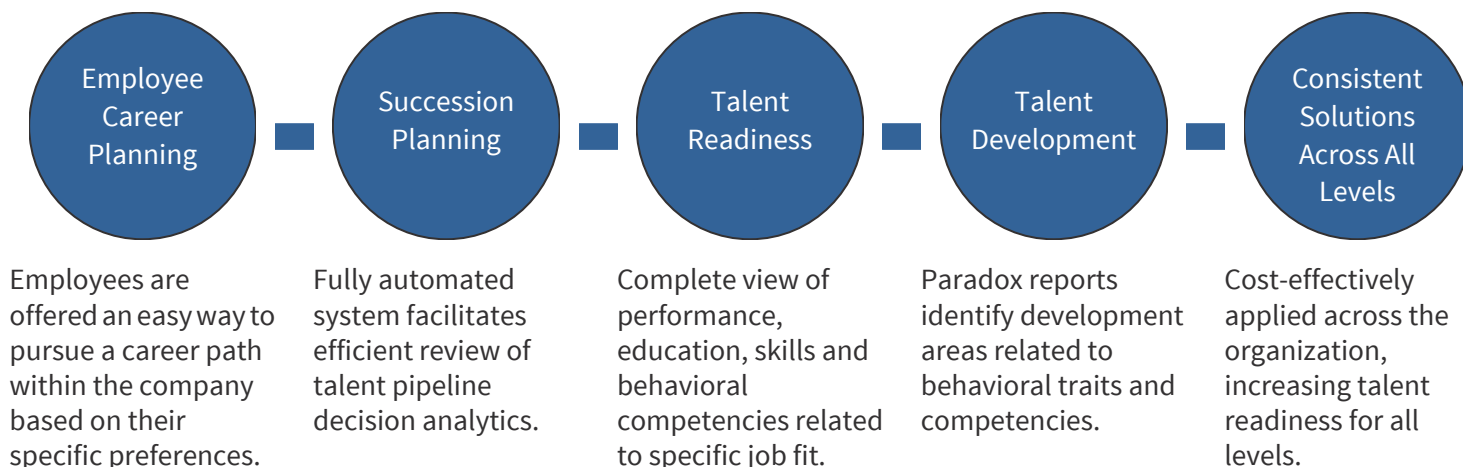 Employee
Career
Planning
Succession
Planning
Talent
Readiness
Talent
Development
Consistent
Solutions
Across All
Levels
Employees are
offered an easy way to
pursue a career path
within the company
based on their
specific preferences.
Fully automated
system facilitates
efficient review of
talent pipeline
decision analytics.
Complete view of
performance,
education, skills and
behavioral
competencies related
to specific job fit.
Paradox reports
identify development
areas related to
behavioral traits and
competencies.
Cost-effectively
applied across the
organization,
increasing talent
readiness for all
levels.